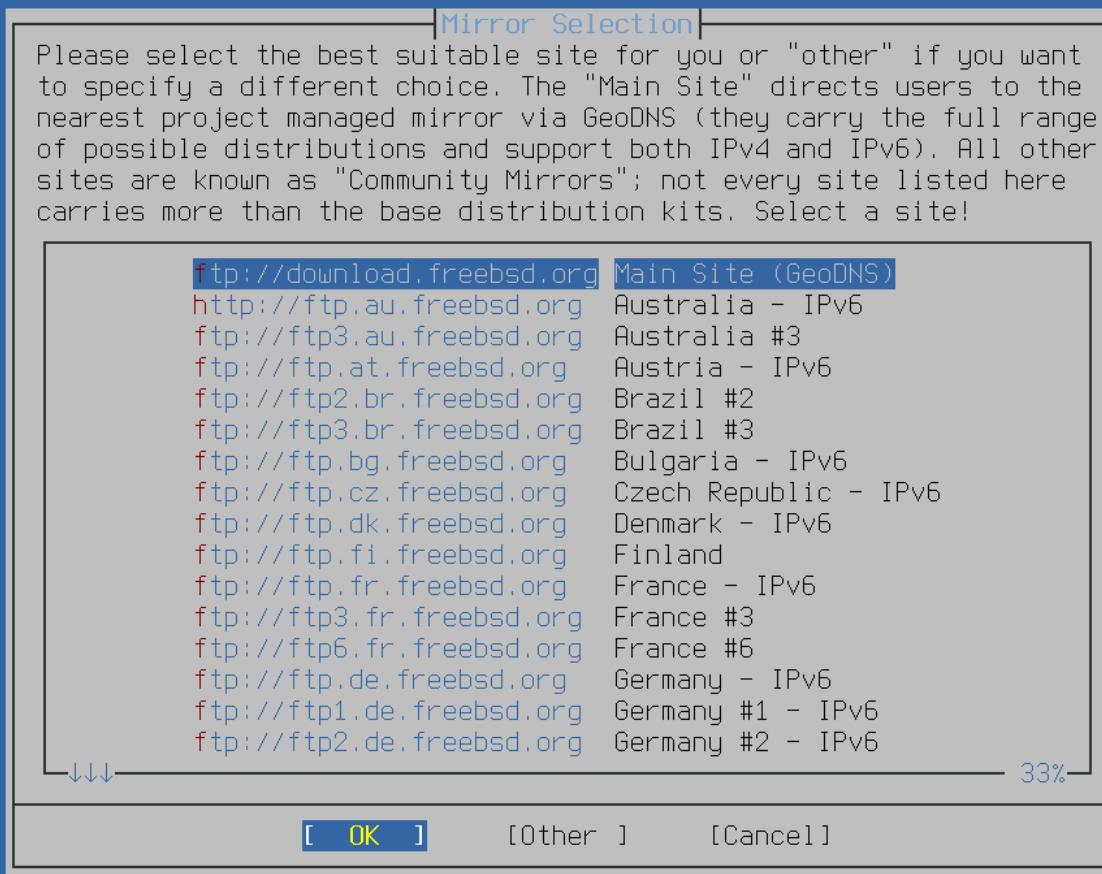 Mirror Selection
Please select the best suitable site for you or "other" if you want
to specify a different choice. The "Main Site" directs users to the
nearest project managed mirror via GeoDNS (they carry the full range
of possible distributions and support both IPv4 and IPv6). All other
sites are known as "Community Mirrors"; not every site listed here
carries more than the base distribution kits. Select a site!
ftp://download.freebsd.org Main Site (GeoDNS)
http://ftp.au.freebsd.org Australia - IPv6
ftp://ftp3.au.freebsd.org Australia #3
ftp://ftp.at.freebsd.org Austria - IPv6
ftp://ftp2.br.freebsd.org Brazil #2
ftp://ftp3.br.freebsd.org Brazil #3
ftp://ftp.bg.freebsd.org Bulgaria - IPv6
ftp://ftp.cz.freebsd.org Czech Republic - IPv6
ftp://ftp.dk.freebsd.org Denmark - IPv6
ftp://ftp.fi.freebsd.org Finland
ftp://ftp.fr.freebsd.org France - IPv6
ftp://ftp3.fr.freebsd.org France #3
ftp://ftp6.fr.freebsd.org France #6
ftp://ftp.de.freebsd.org Germany - IPv6
ftp://ftp1.de.freebsd.org Germany #1 - IPv6
ftp://ftp2.de.freebsd.org Germany #2 - IPv6
↓↓↓ 33%
[ OK ] [Other ] [Cancel]